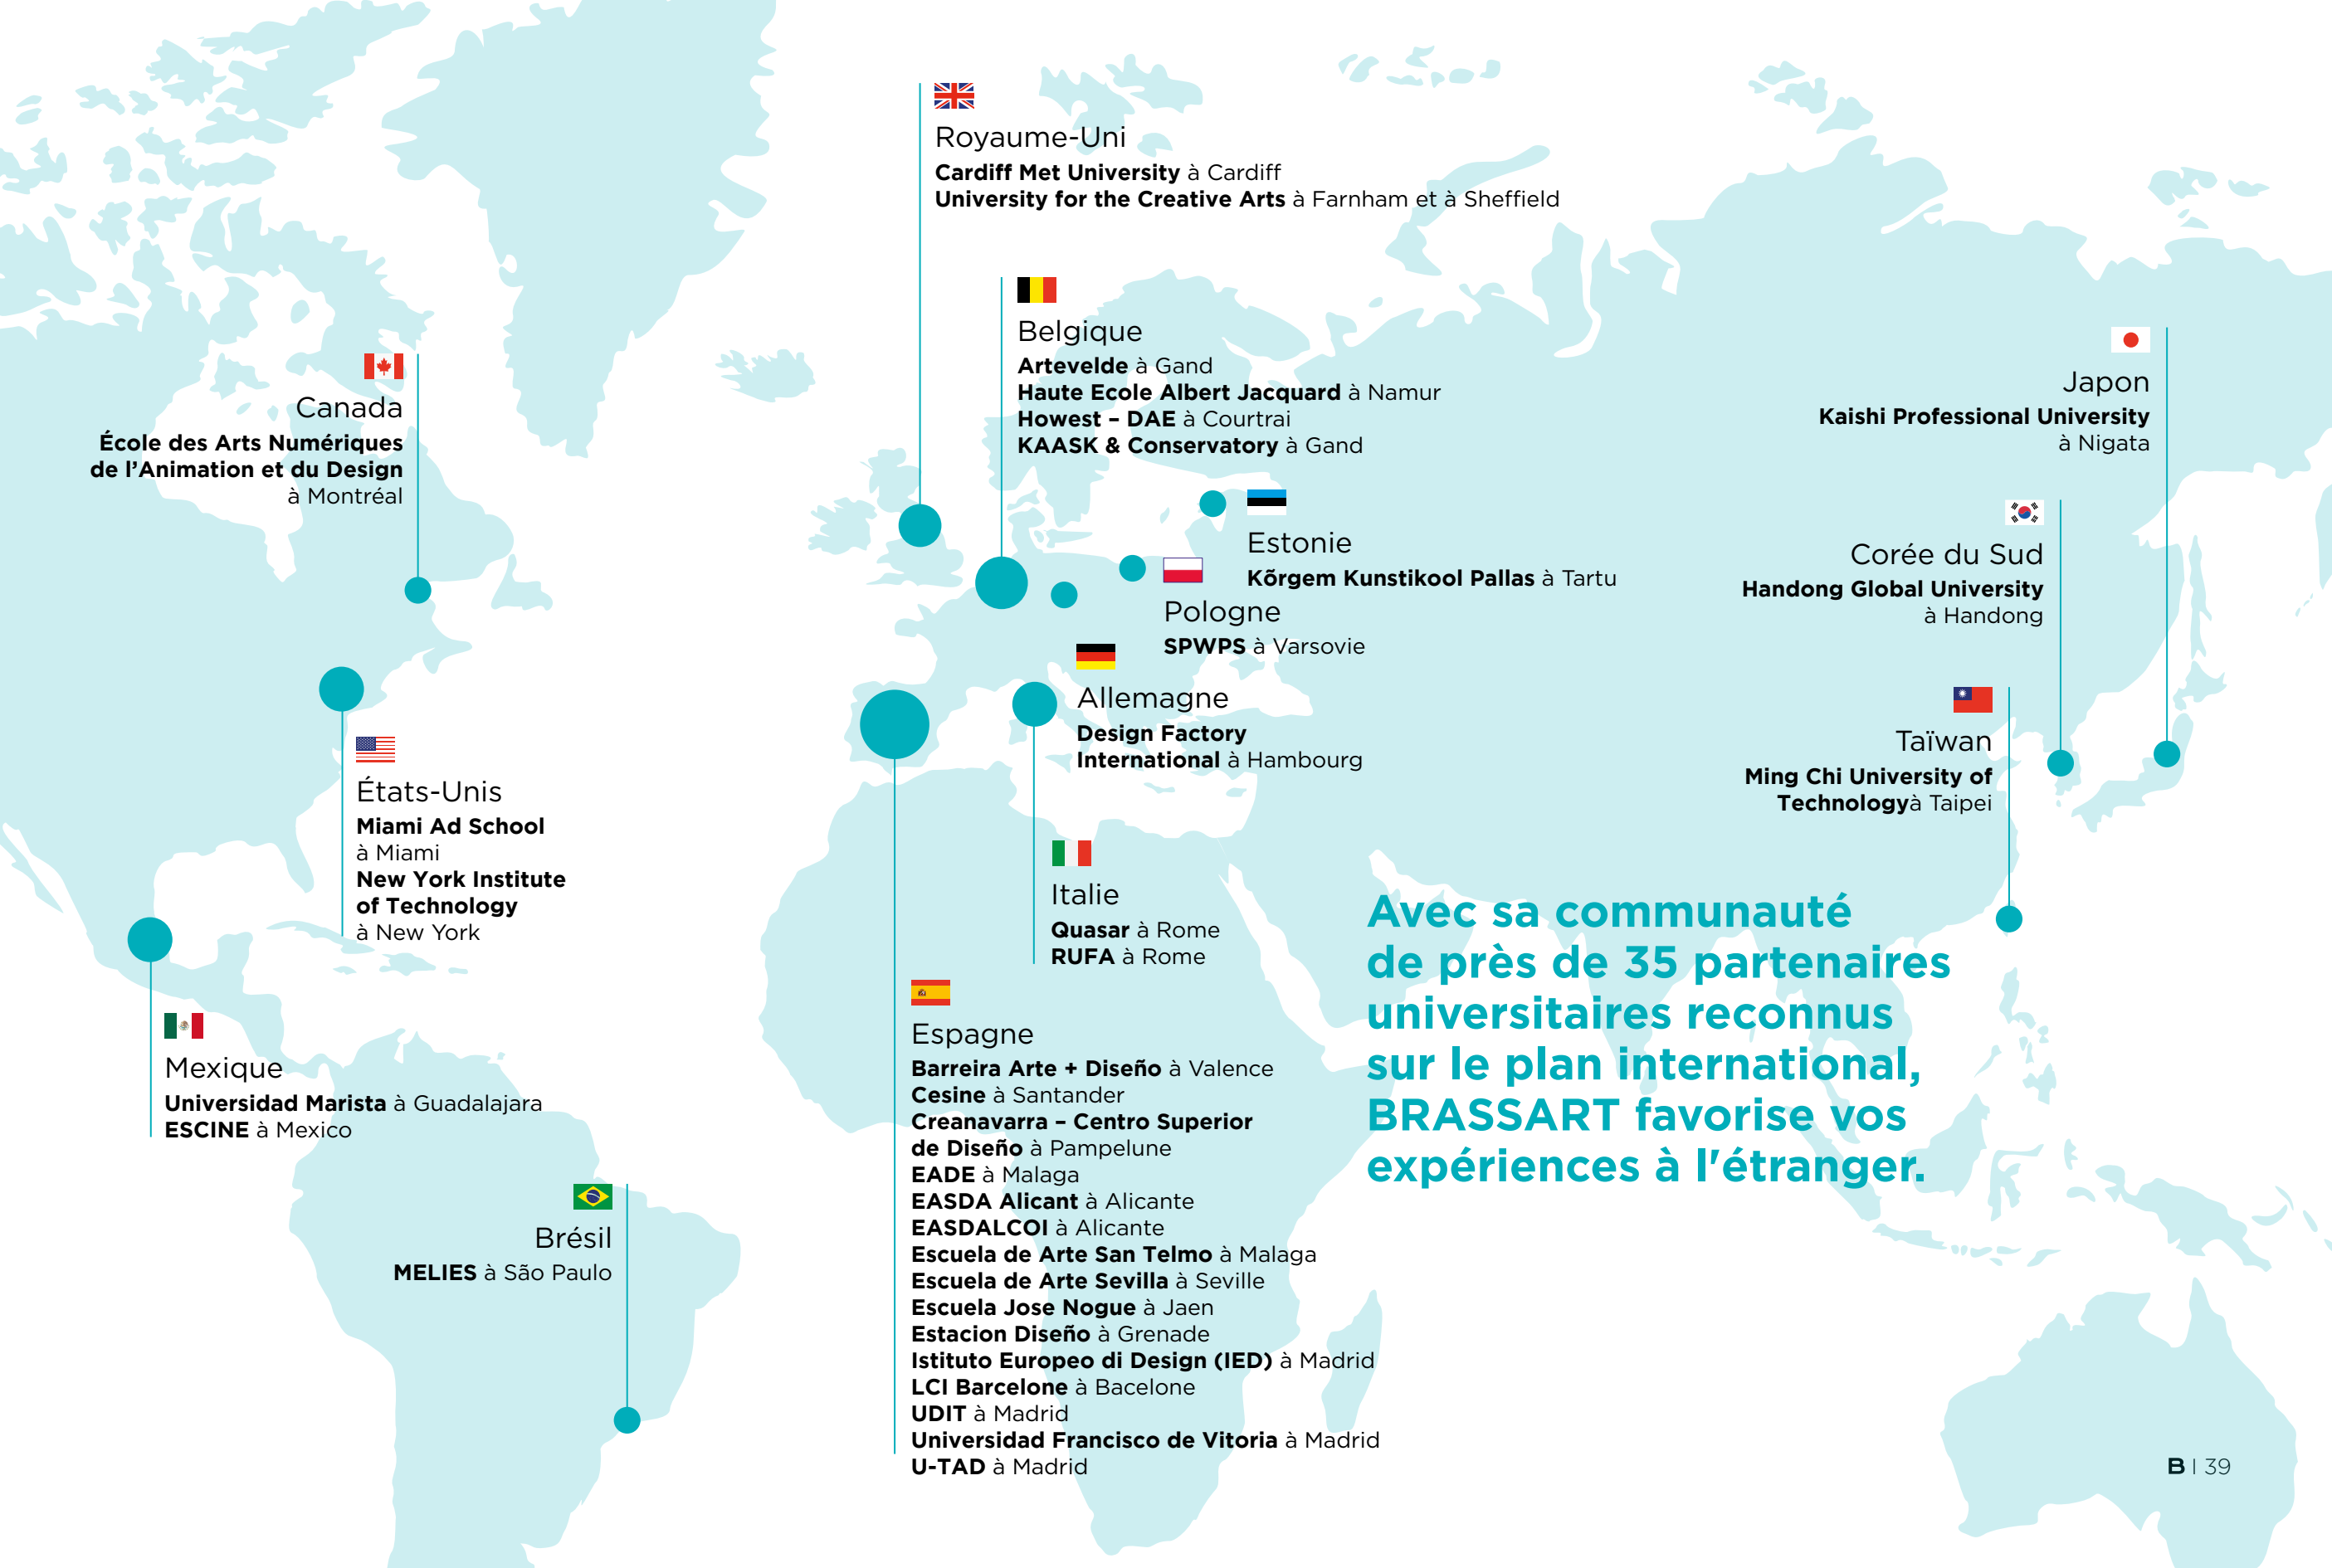 Royaume-Uni
Cardiff Met University à Cardiff
University for the Creative Arts à Farnham et à Sheffield
Belgique
Artevelde à Gand
Haute Ecole Albert Jacquard à Namur
Howest – DAE à Courtrai
KAASK & Conservatory à Gand
Canada
École des Arts Numériques
de l’Animation et du Design
à Montréal
Japon
Kaishi Professional University
à Nigata
Estonie
Kõrgem Kunstikool Pallas à Tartu
Corée du Sud
Handong Global University
à Handong
Pologne
SPWPS à Varsovie
Allemagne
Design Factory
International à Hambourg
Taïwan
Ming Chi University of
Technologyà Taipei
États-Unis
Miami Ad School
à Miami
New York Institute
of Technology
à New York
Italie
Quasar à Rome
RUFA à Rome
Avec sa communauté
de près de 35 partenaires
universitaires reconnus
sur le plan international,
BRASSART favorise vos
expériences à l'étranger.
Mexique
Universidad Marista à Guadalajara
ESCINE à Mexico
Espagne
Barreira Arte + Diseño à Valence
Cesine à Santander
Creanavarra – Centro Superior
de Diseño à Pampelune
EADE à Malaga
EASDA Alicant à Alicante
EASDALCOI à Alicante
Escuela de Arte San Telmo à Malaga
Escuela de Arte Sevilla à Seville
Escuela Jose Nogue à Jaen
Estacion Diseño à Grenade
Istituto Europeo di Design (IED) à Madrid
LCI Barcelone à Bacelone
UDIT à Madrid
Universidad Francisco de Vitoria à Madrid
U-TAD à Madrid
Brésil
MELIES à São Paulo
B | 39